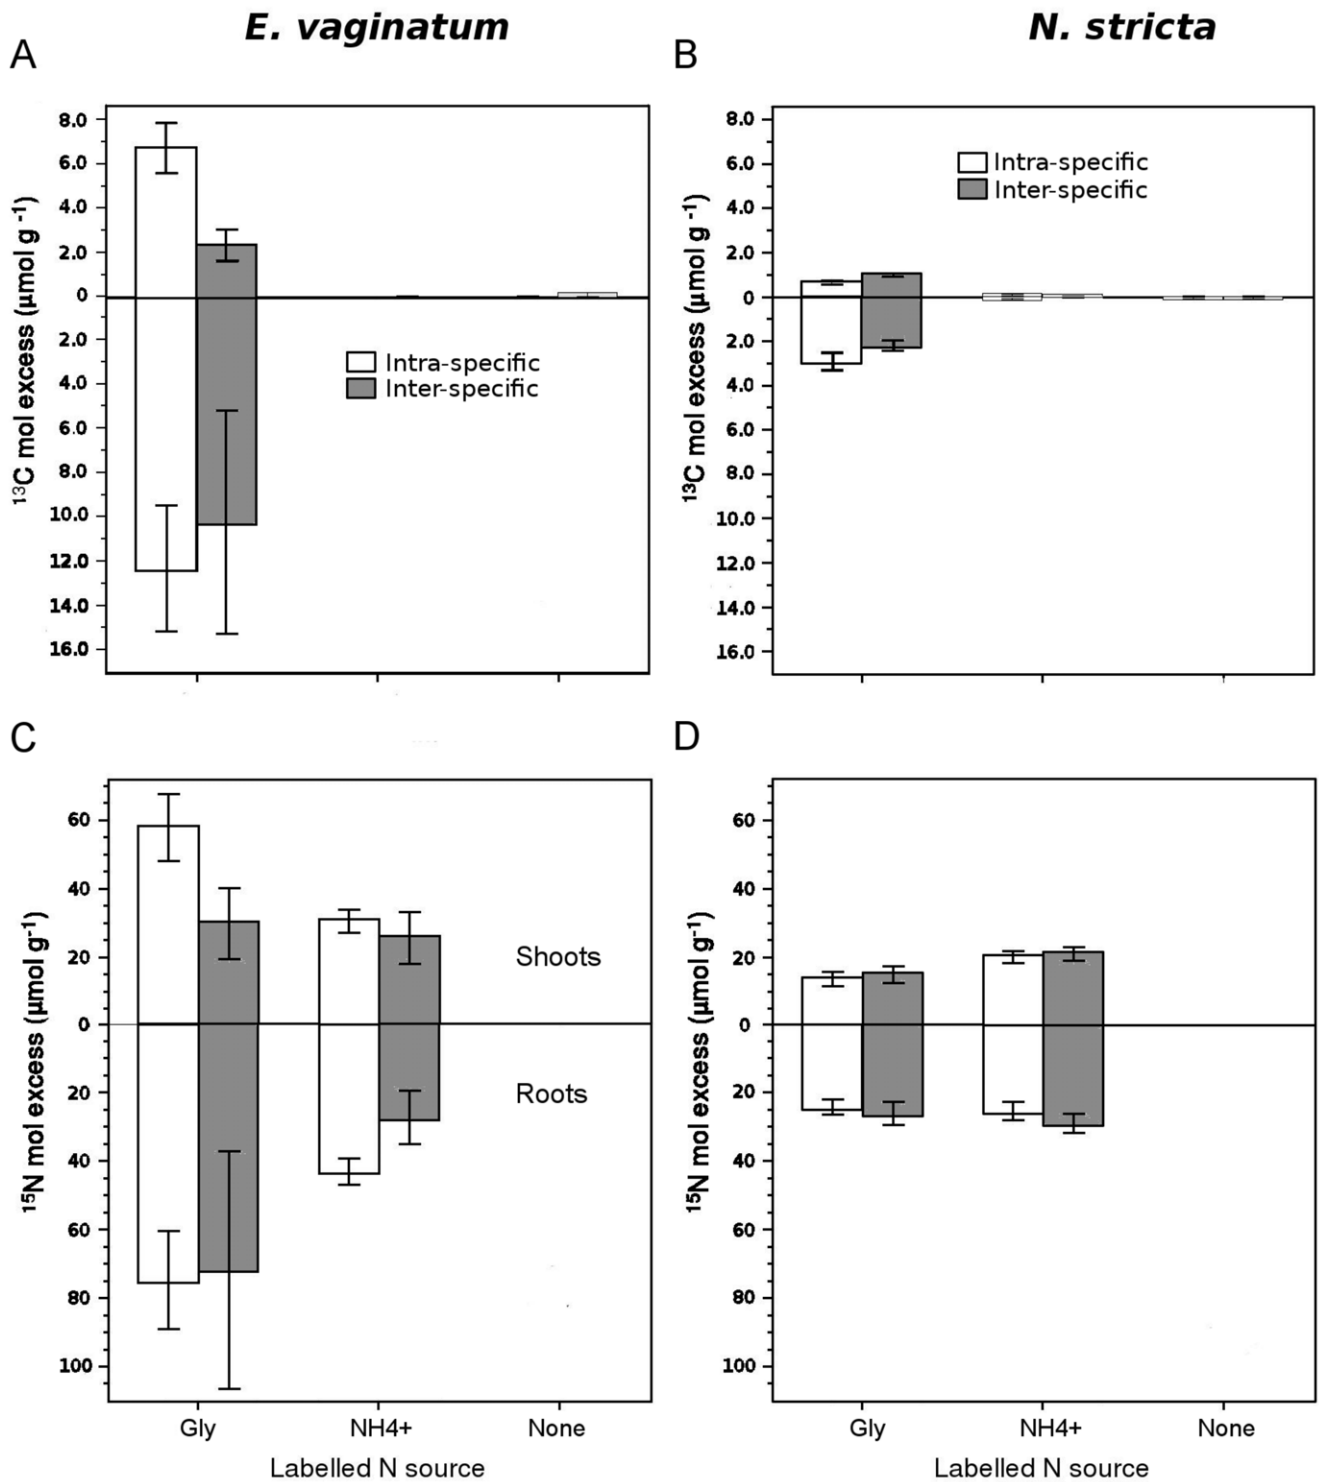 E. vaginatum
N. stricta
A
B
8.0
6.0
4.0
2.0
0
2.0
4.0
6.0
8.0
10.0
12.0
14.0
16.0
¹³C mol excess (µmol g ⁻¹)
Intra-specific
Inter-specific
8.0
6.0
4.0
2.0
0
2.0
4.0
6.0
8.0
10.0
12.0
14.0
16.0
¹³C mol excess (µmol g ⁻¹)
Intra-specific
Inter-specific
C
D
60
40
20
0
20
40
60
80
100
¹⁵N mol excess (µmol g⁻¹)
Shoots
Roots
Gly
NH4+
None
Labelled N source
60
40
20
0
20
40
60
80
100
¹⁵N mol excess (µmol g⁻¹)
Gly
NH4+
None
Labelled N source